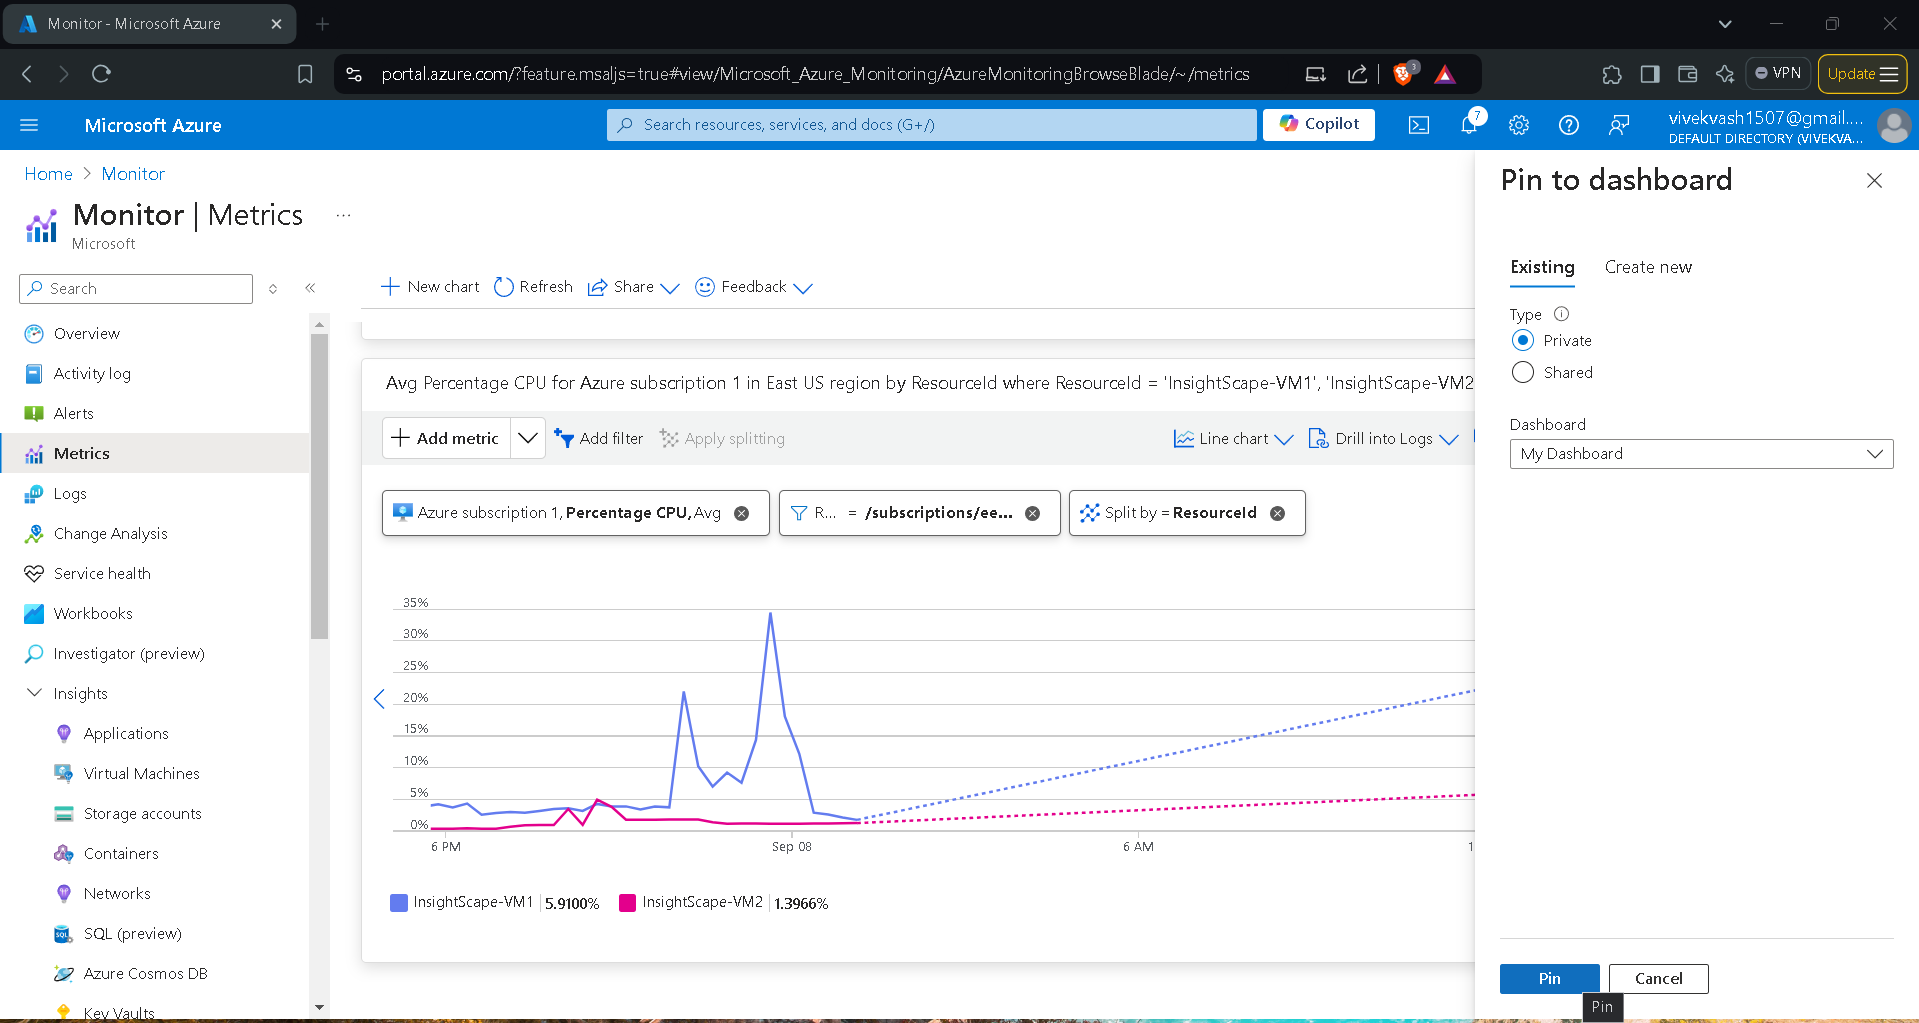 Monitor - Microsoft Azure
portal.azure.com/?feature.msaljs=true#view/Microsoft_Azure_Monitoring/AzureMonitoringBrowseBlade/~/metrics
3
VPN
Update
Microsoft Azure
Search resources, services, and docs (G+/)
Copilot
7
vivekvash1507@gmail....
DEFAULT DIRECTORY (VIVEKVA...
Home > Monitor
Monitor | Metrics
...
Microsoft
Search
Overview
Activity log
Alerts
Metrics
Logs
Change Analysis
Service health
Workbooks
Investigator (preview)
Insights
Applications
Virtual Machines
Storage accounts
Containers
Networks
SQL (preview)
Azure Cosmos DB
Key Vaults
New chart
Refresh
Share
Feedback
Avg Percentage CPU for Azure subscription 1 in East US region by ResourceId where ResourceId = 'InsightScape-VM1', 'InsightScape-VM2
Add metric
Add filter
Apply splitting
Line chart
Drill into Logs
Azure subscription 1, Percentage CPU, Avg
R... = /subscriptions/ee...
Split by = ResourceId
35%
30%
25%
20%
15%
10%
5%
0%
6 PM
Sep 08
6 AM
1
InsightScape-VM1 | 5.9100%
InsightScape-VM2 | 1.3966%
Pin to dashboard
Existing
Create new
Type
Private
Shared
Dashboard
My Dashboard
Pin
Cancel
Pin